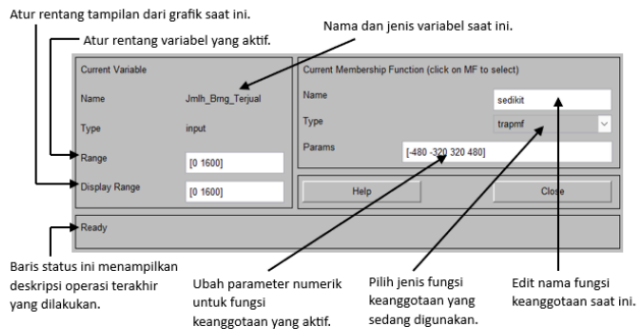 Atur rentang tampilan dari grafik saat ini.
Atur rentang variabel yang aktif.
Nama dan jenis variabel saat ini.
Current Variable
Name Jmlh_Brng_Terjual
Type input
Range [0 1600]
Display Range [0 1600]
Current Membership Function (click on MF to select)
Name sedikit
Type trapmf
Params [-480 -320 320 480]
Help Close
Ready
Baris status ini menampilkan
deskripsi operasi terakhir
yang dilakukan.
Ubah parameter numerik
untuk fungsi
keanggotaan yang aktif.
Pilih jenis fungsi
keanggotaan yang
sedang digunakan.
Edit nama fungsi
keanggotaan saat ini.